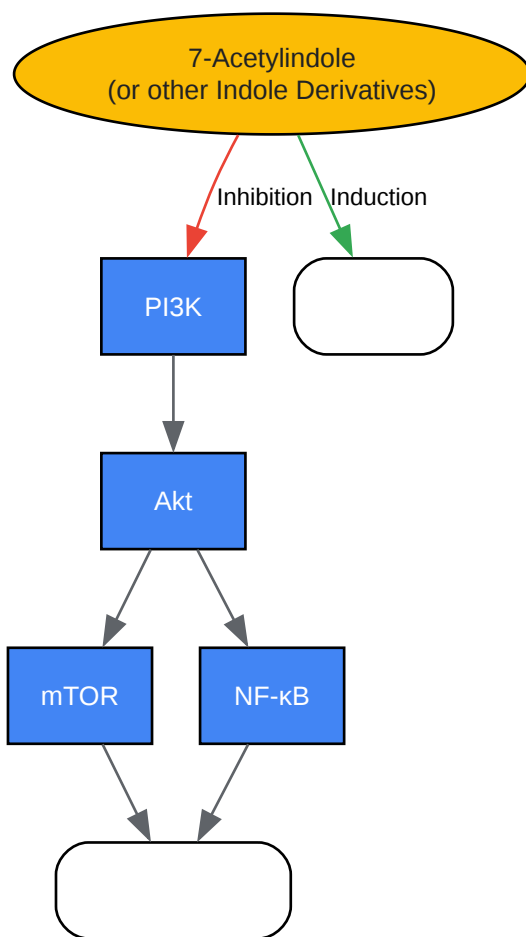 7-Acetylindole
(or other Indole Derivatives)
Inhibition
Induction
PI3K
Akt
mTOR
NF-κB